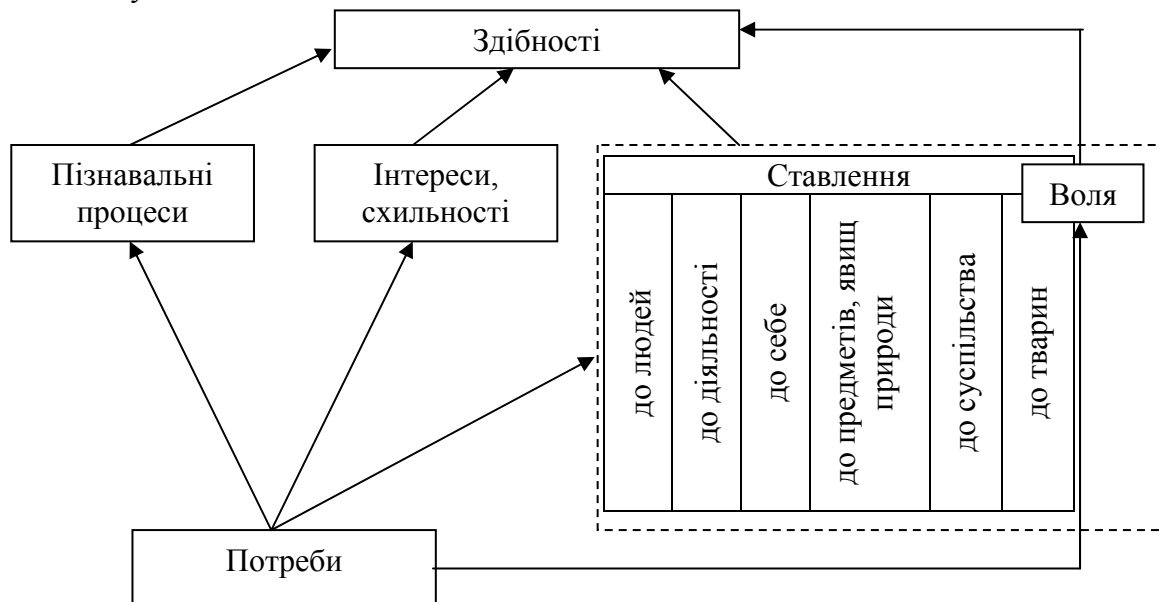 Здібності
Пізнавальні
процеси
Інтереси,
схильності
Ставлення
Воля
до людей
до діяльності
до себе
до предметів, явищ
природи
до суспільства
до тварин
Потреби